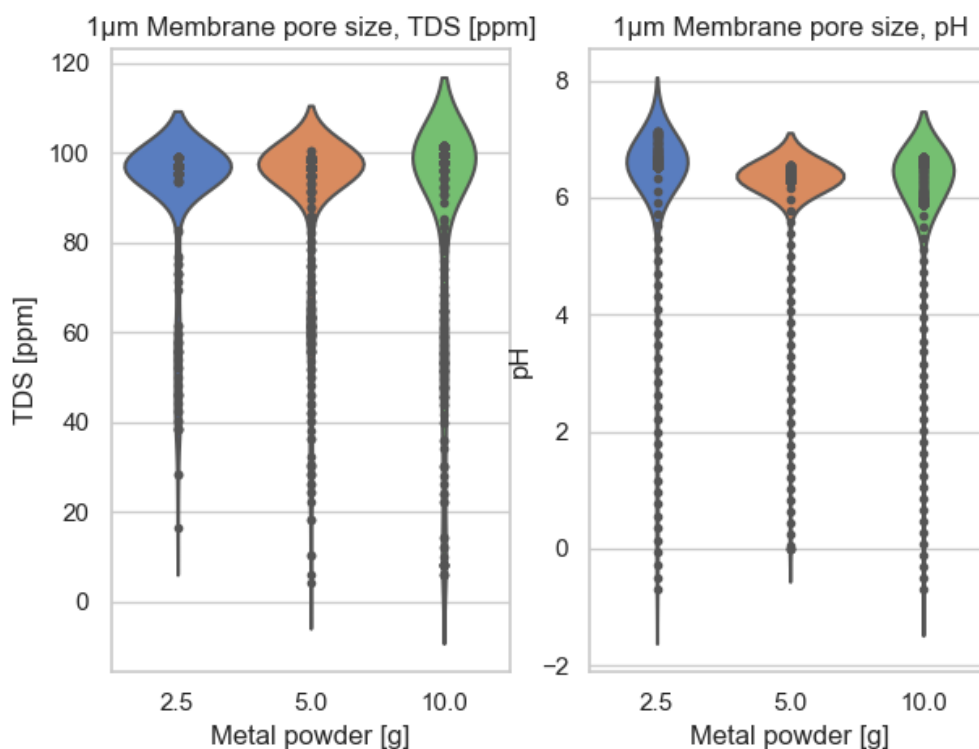 1µm Membrane pore size, TDS [ppm]
120
100
80
60
40
20
0
TDS [ppm]
2.5 5.0 10.0
Metal powder [g]
1µm Membrane pore size, pH
8
6
4
2
0
−2
pH
2.5 5.0 10.0
Metal powder [g]